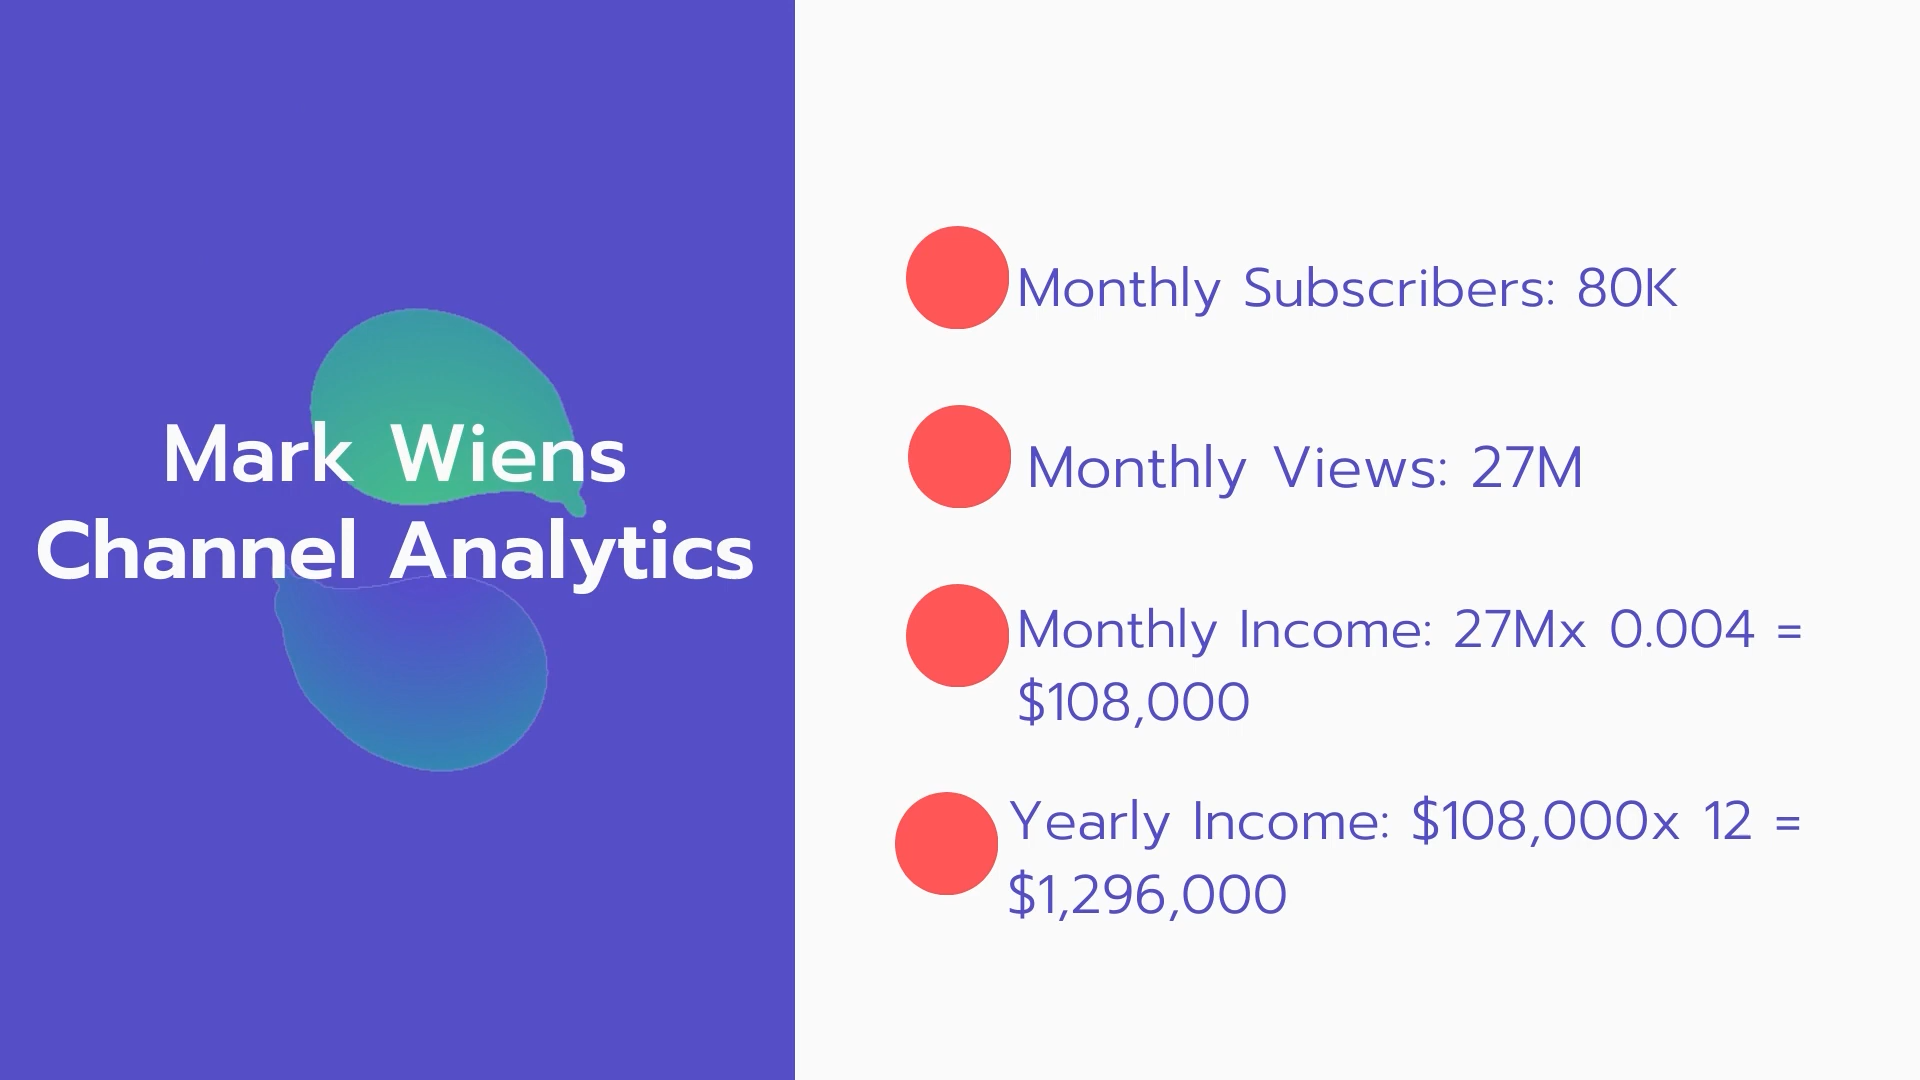 Mark Wiens
Channel Analytics
Monthly Subscribers: 80K
Monthly Views: 27M
Monthly Income: 27Mx 0.004 =
$108,000
Yearly Income: $108,000x 12 =
$1,296,000